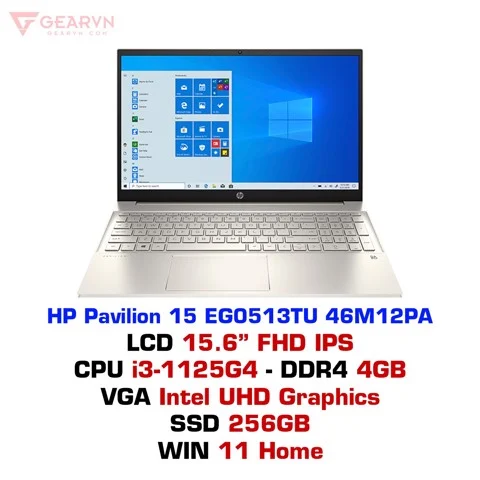 GEARVN
GEARVN.COM
hp
HP Pavilion 15 EG0513TU 46M12PA
LCD 15.6” FHD IPS
CPU i3-1125G4 - DDR4 4GB
VGA Intel UHD Graphics
SSD 256GB
WIN 11 Home